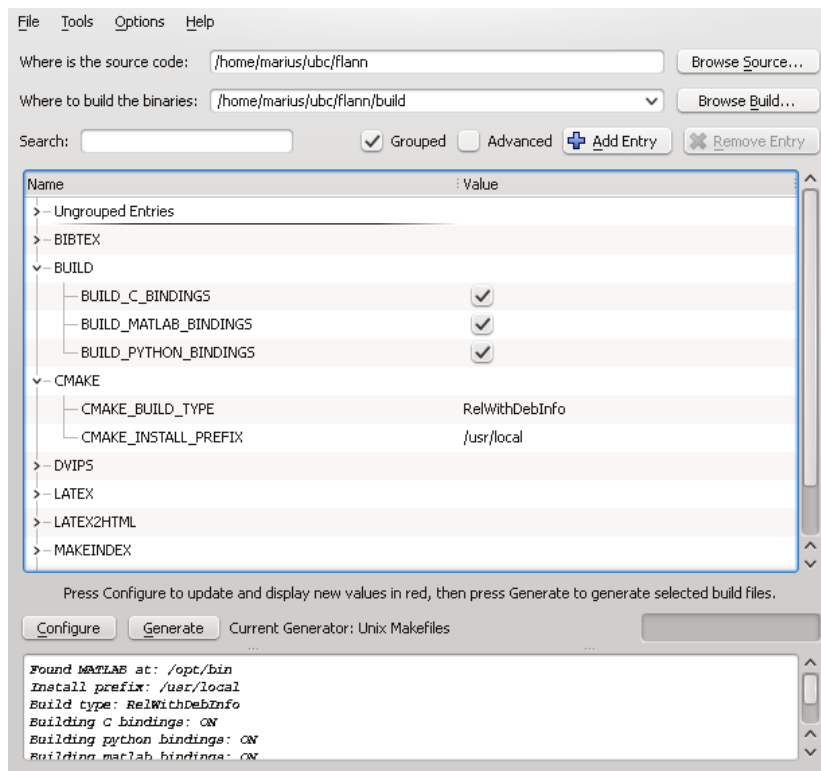 File Tools Options Help
Where is the source code: /home/marius/ubc/flann Browse Source...
Where to build the binaries: /home/marius/ubc/flann/build Browse Build...
Search: Grouped Advanced Add Entry Remove Entry
Name Value
Ungrouped Entries
BIBTEX
BUILD
BUILD_C_BINDINGS
BUILD_MATLAB_BINDINGS
BUILD_PYTHON_BINDINGS
CMAKE
CMAKE_BUILD_TYPE RelWithDebInfo
CMAKE_INSTALL_PREFIX /usr/local
DVIPS
LATEX
LATEX2HTML
MAKEINDEX
Press Configure to update and display new values in red, then press Generate to generate selected build files.
Configure Generate Current Generator: Unix Makefiles
Found MATLAB at: /opt/bin
Install prefix: /usr/local
Build type: RelWithDebInfo
Building C bindings: ON
Building python bindings: ON
Building matlab bindings: ON